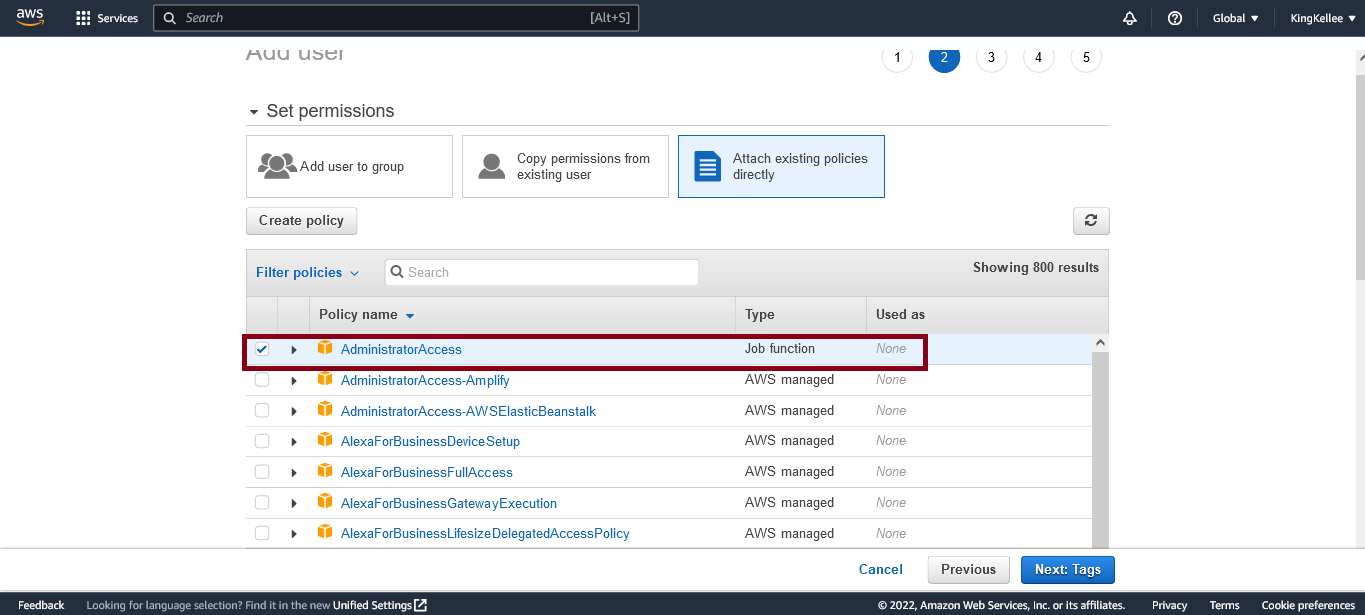 aws Services Search [Alt+S] Global KingKellee
Add user 1 2 3 4 5
Set permissions
Add user to group
Copy permissions from
existing user
Attach existing policies
directly
Create policy
Filter policies Search Showing 800 results
Policy name Type Used as
AdministratorAccess Job function None
AdministratorAccess-Amplify AWS managed None
AdministratorAccess-AWSElasticBeanstalk AWS managed None
AlexaForBusinessDeviceSetup AWS managed None
AlexaForBusinessFullAccess AWS managed None
AlexaForBusinessGatewayExecution AWS managed None
AlexaForBusinessLifesizeDelegatedAccessPolicy AWS managed None
Cancel Previous Next: Tags
Feedback Looking for language selection? Find it in the new Unified Settings © 2022, Amazon Web Services, Inc. or its affiliates. Privacy Terms Cookie preferences